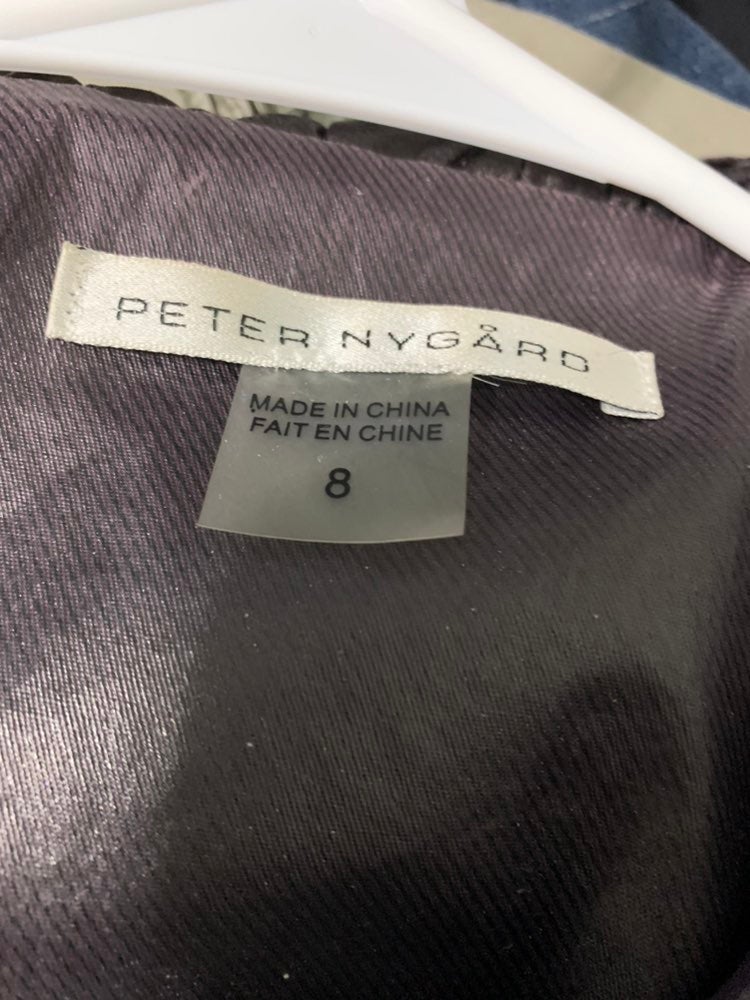 PETER NYGÅRD
MADE IN CHINA
FAIT EN CHINE
8